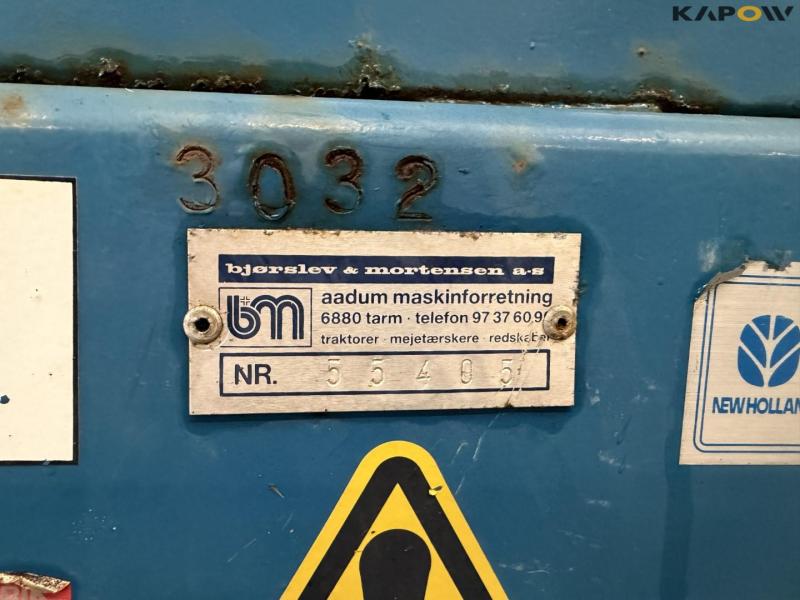 KAPOW
3032
bjørslev & mortensen a·s
bm
aadum maskinforretning
6880 tarm · telefon 97 37 60 9
traktorer · mejetærskere · redskaber
NR. 55405
NEW HOLLAN